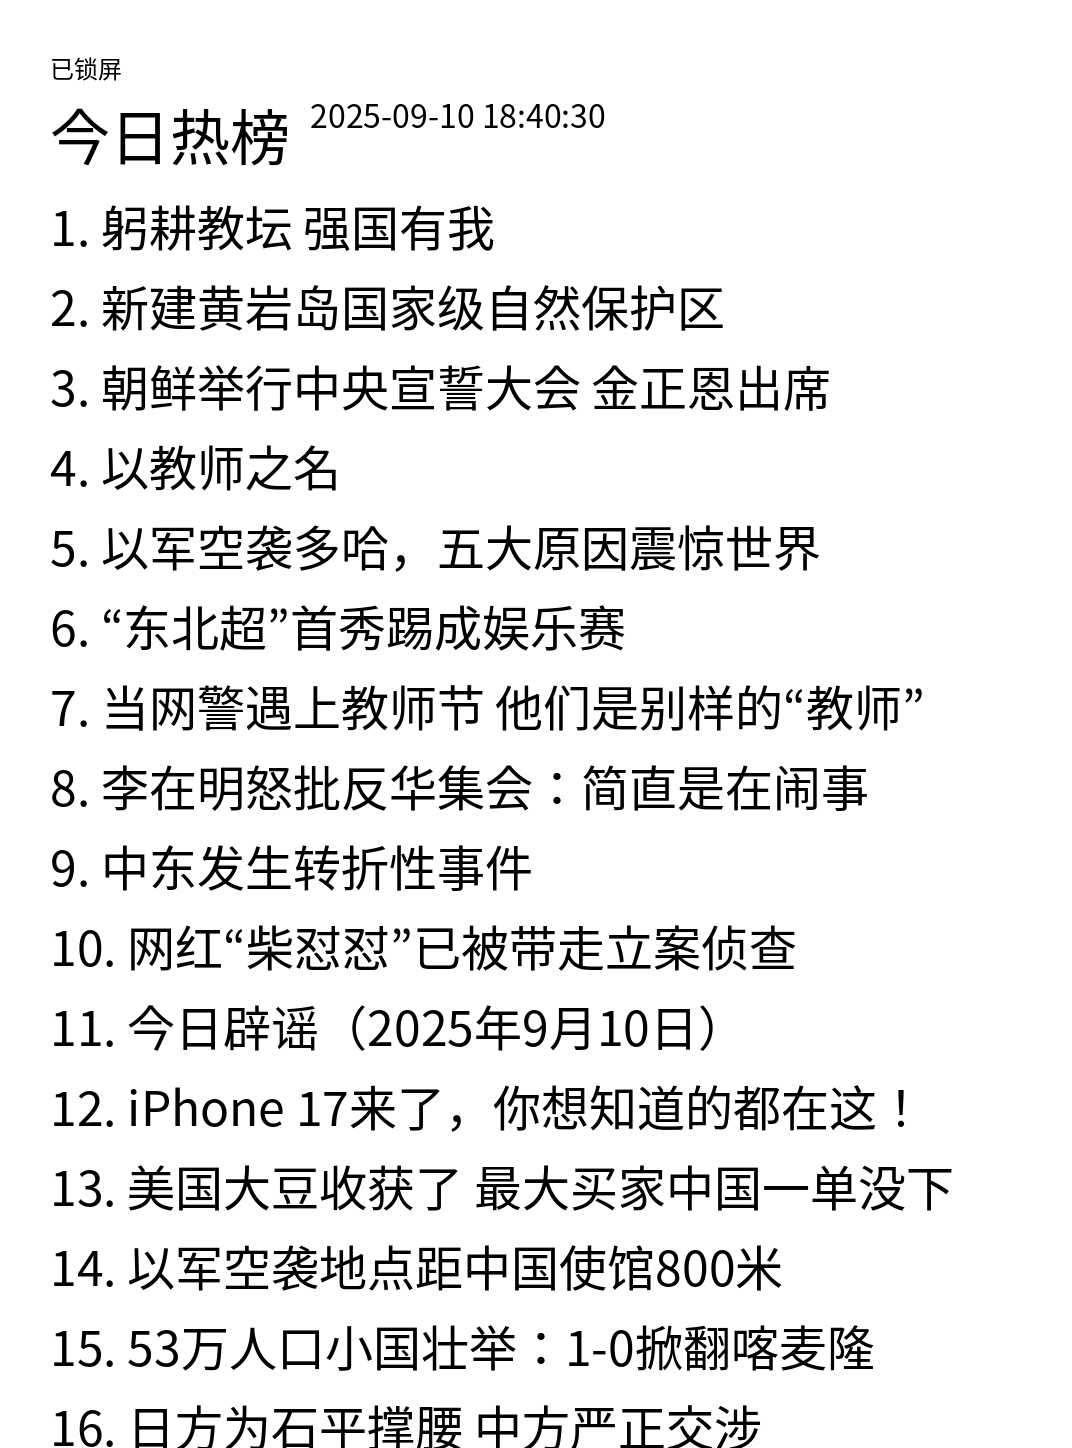 已锁屏
今日热榜 2025-09-10 18:40:30
1. 躬耕教坛 强国有我
2. 新建黄岩岛国家级自然保护区
3. 朝鲜举行中央宣誓大会 金正恩出席
4. 以教师之名
5. 以军空袭多哈，五大原因震惊世界
6. “东北超”首秀踢成娱乐赛
7. 当网警遇上教师节 他们是别样的“教师”
8. 李在明怒批反华集会：简直是在闹事
9. 中东发生转折性事件
10. 网红“柴怼怼”已被带走立案侦查
11. 今日辟谣（2025年9月10日）
12. iPhone 17来了，你想知道的都在这！
13. 美国大豆收获了 最大买家中国一单没下
14. 以军空袭地点距中国使馆800米
15. 53万人口小国壮举：1-0掀翻喀麦隆
16. 日方为石平撑腰 中方严正交涉